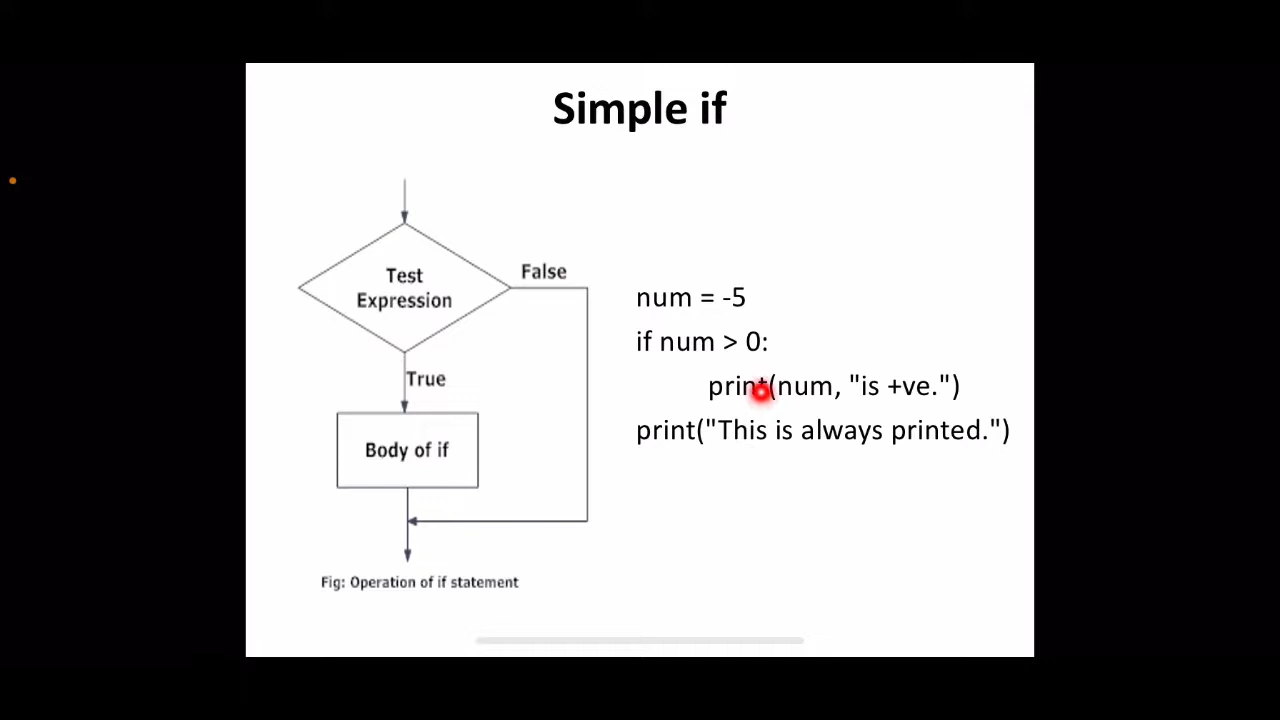 Simple if
Test
Expression
False
True
Body of if
Fig: Operation of if statement
num = -5
if num > 0:
print(num, "is +ve.")
print("This is always printed.")